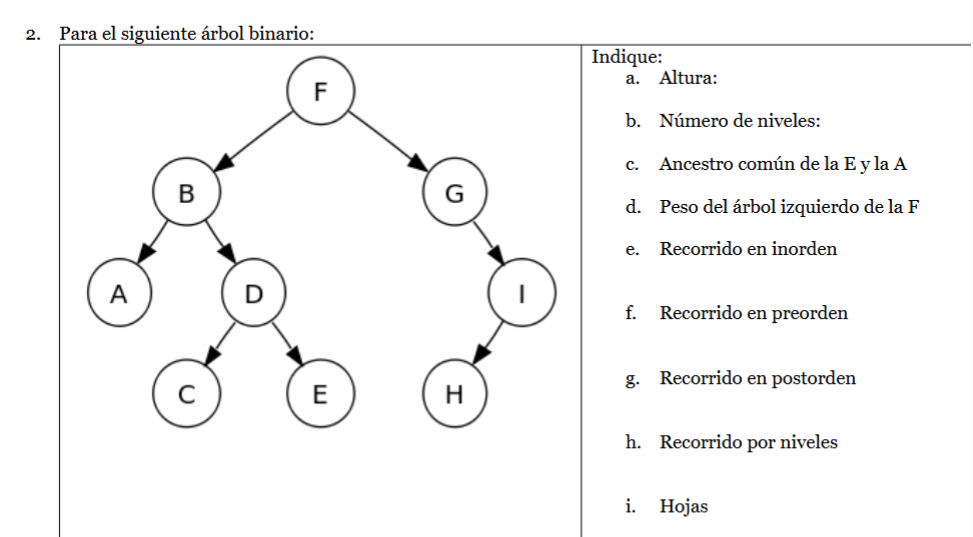 2. Para el siguiente árbol binario:
Indique:
a. Altura:
b. Número de niveles:
c. Ancestro común de la E y la A
d. Peso del árbol izquierdo de la F
e. Recorrido en inorden
f. Recorrido en preorden
g. Recorrido en postorden
h. Recorrido por niveles
i. Hojas
F
B G
A D I
C E H